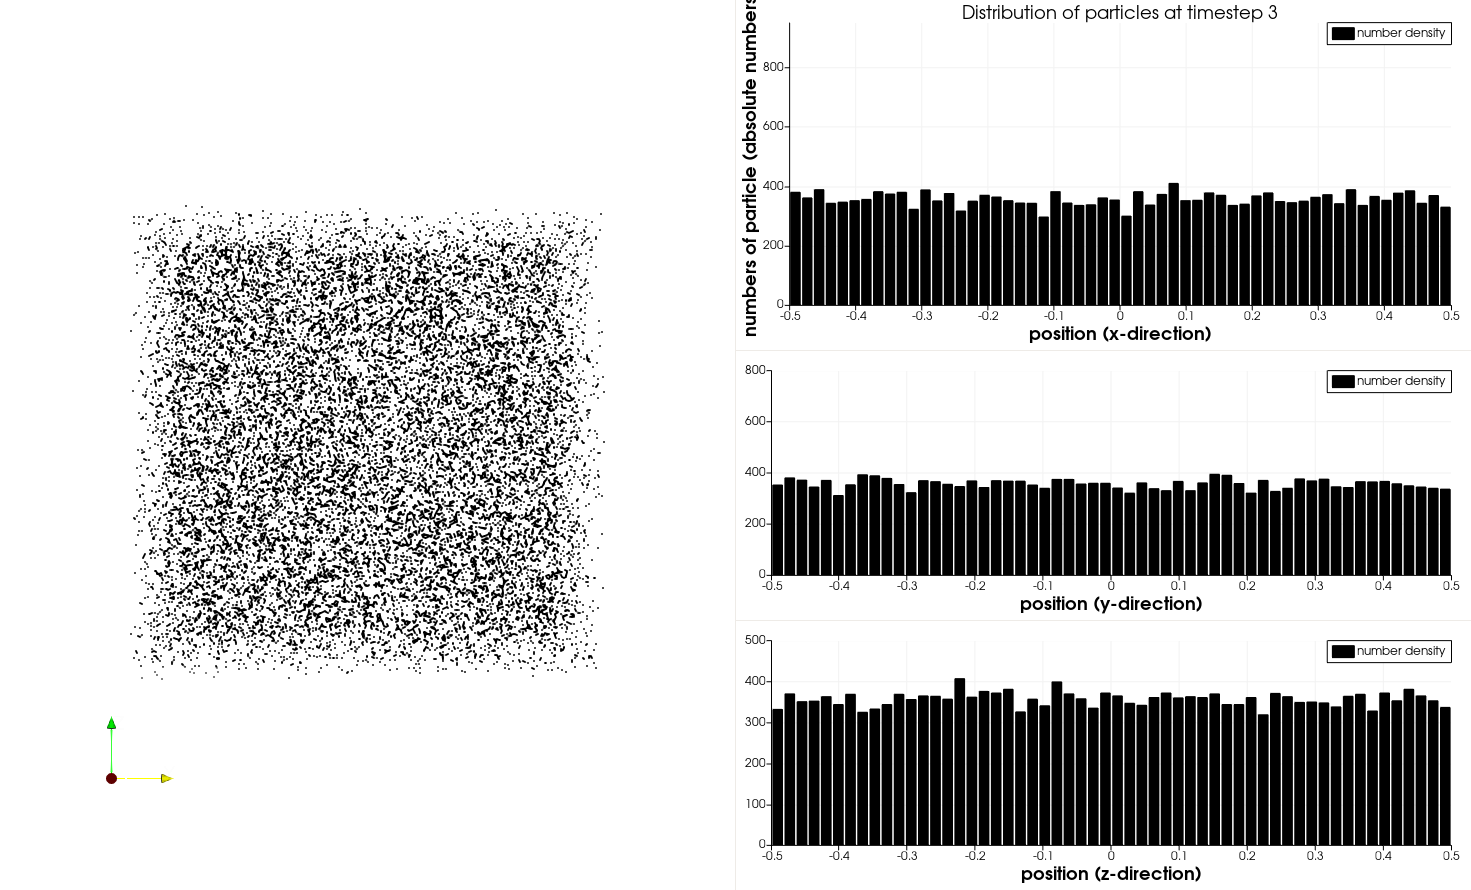 Distribution of particles at timestep 3
number density
numbers of particle (absolute numbers
800
600
400
200
0
-0.5 -0.4 -0.3 -0.2 -0.1 0 0.1 0.2 0.3 0.4 0.5
position (x-direction)
number density
800
600
400
200
0
-0.5 -0.4 -0.3 -0.2 -0.1 0 0.1 0.2 0.3 0.4 0.5
position (y-direction)
number density
500
400
300
200
100
0
-0.5 -0.4 -0.3 -0.2 -0.1 0 0.1 0.2 0.3 0.4 0.5
position (z-direction)